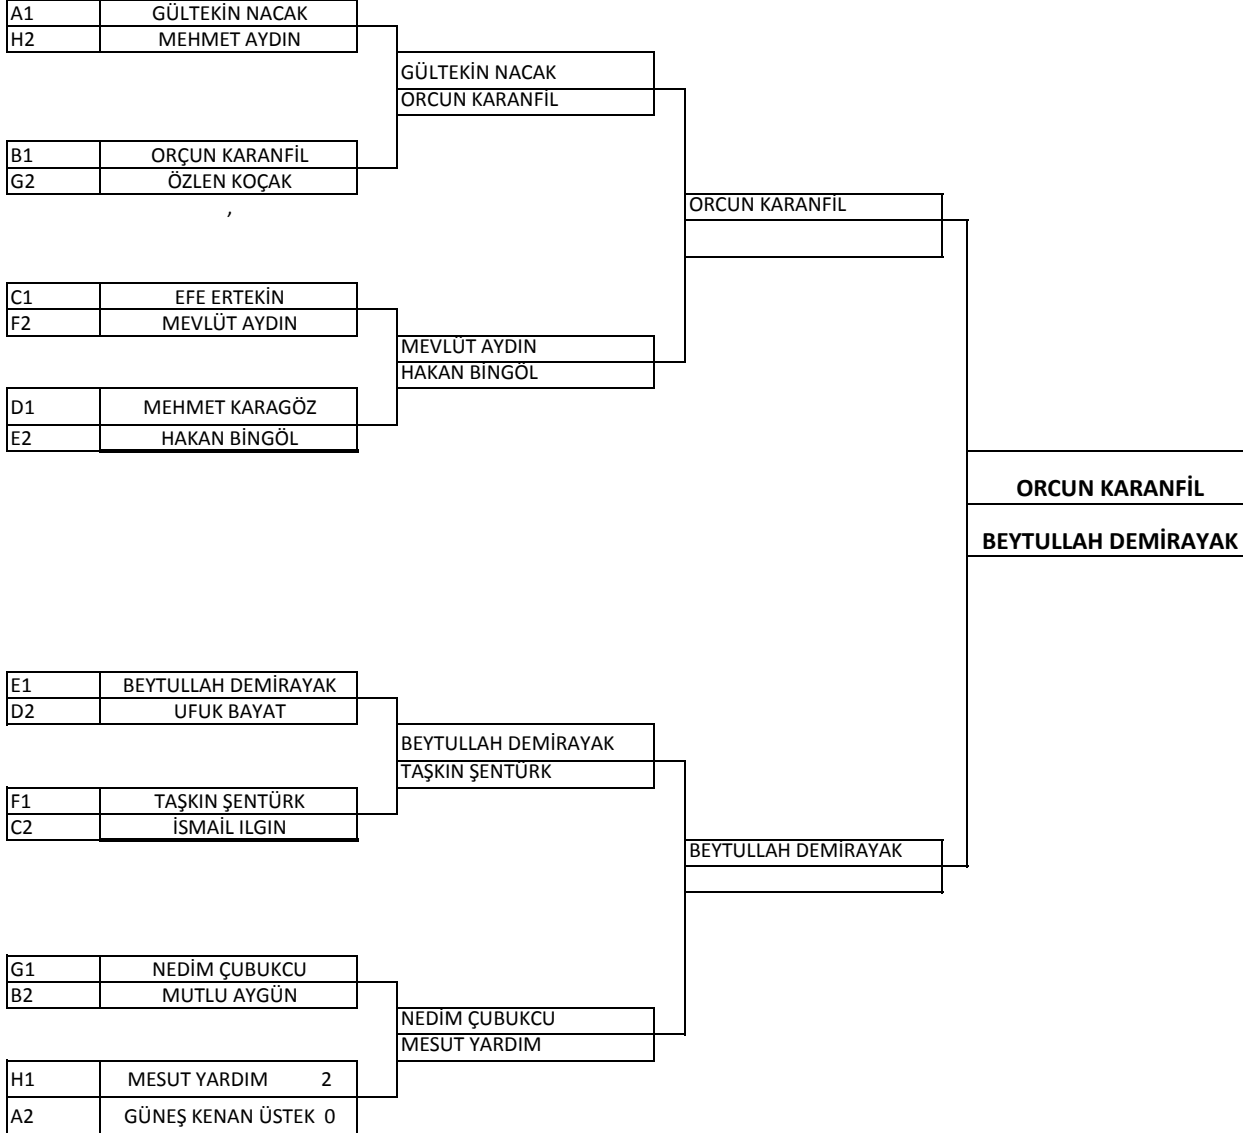 A1 GÜLTEKİN NACAK
H2 MEHMET AYDIN
GÜLTEKİN NACAK
ORCUN KARANFİL
B1 ORÇUN KARANFİL
G2 ÖZLEN KOÇAK
ORCUN KARANFİL
,
C1 EFE ERTEKİN
F2 MEVLÜT AYDIN
MEVLÜT AYDIN
HAKAN BİNGÖL
D1 MEHMET KARAGÖZ
E2 HAKAN BİNGÖL
ORCUN KARANFİL
BEYTULLAH DEMİRAYAK
E1 BEYTULLAH DEMİRAYAK
D2 UFUK BAYAT
BEYTULLAH DEMİRAYAK
TAŞKIN ŞENTÜRK
F1 TAŞKIN ŞENTÜRK
C2 İSMAİL ILGIN
BEYTULLAH DEMİRAYAK
G1 NEDİM ÇUBUKCU
B2 MUTLU AYGÜN
NEDİM ÇUBUKCU
MESUT YARDIM
H1 MESUT YARDIM 2
A2 GÜNEŞ KENAN ÜSTEK 0